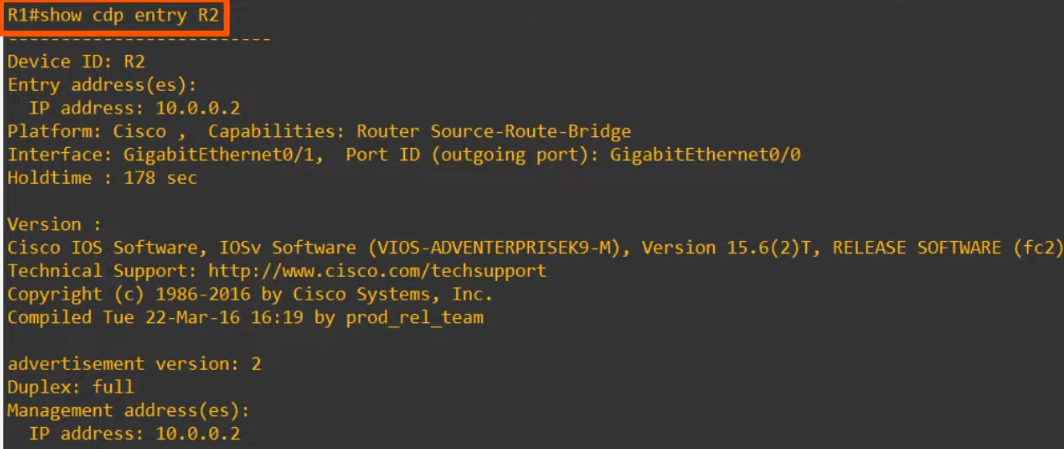 R1#show cdp entry R2
-------------------------
Device ID: R2
Entry address(es):
  IP address: 10.0.0.2
Platform: Cisco ,  Capabilities: Router Source-Route-Bridge
Interface: GigabitEthernet0/1,  Port ID (outgoing port): GigabitEthernet0/0
Holdtime : 178 sec

Version :
Cisco IOS Software, IOSv Software (VIOS-ADVENTERPRISEK9-M), Version 15.6(2)T, RELEASE SOFTWARE (fc2)
Technical Support: http://www.cisco.com/techsupport
Copyright (c) 1986-2016 by Cisco Systems, Inc.
Compiled Tue 22-Mar-16 16:19 by prod_rel_team

advertisement version: 2
Duplex: full
Management address(es):
  IP address: 10.0.0.2